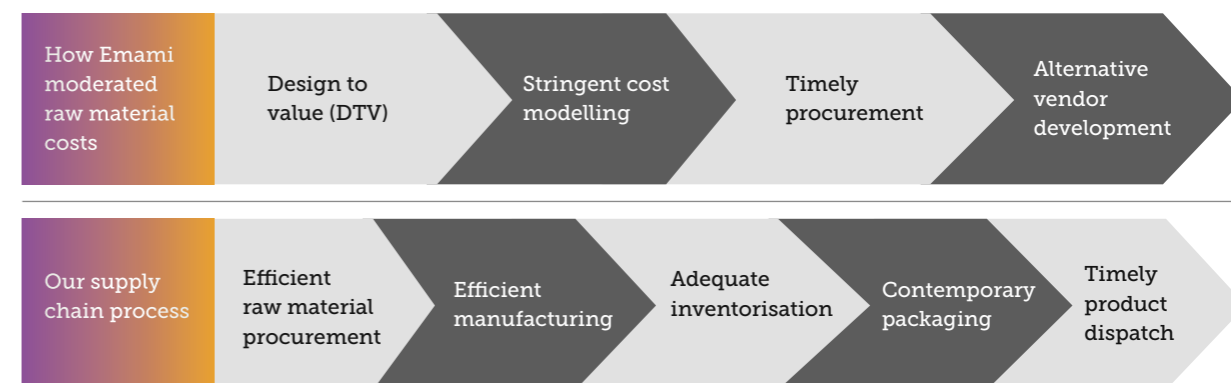 How Emami
moderated
raw material
costs
Design to
value (DTV)
Stringent cost
modelling
Timely
procurement
Alternative
vendor
development
Our supply
chain process
Efficient
raw material
procurement
Efficient
manufacturing
Adequate
inventorisation
Contemporary
packaging
Timely
product
dispatch